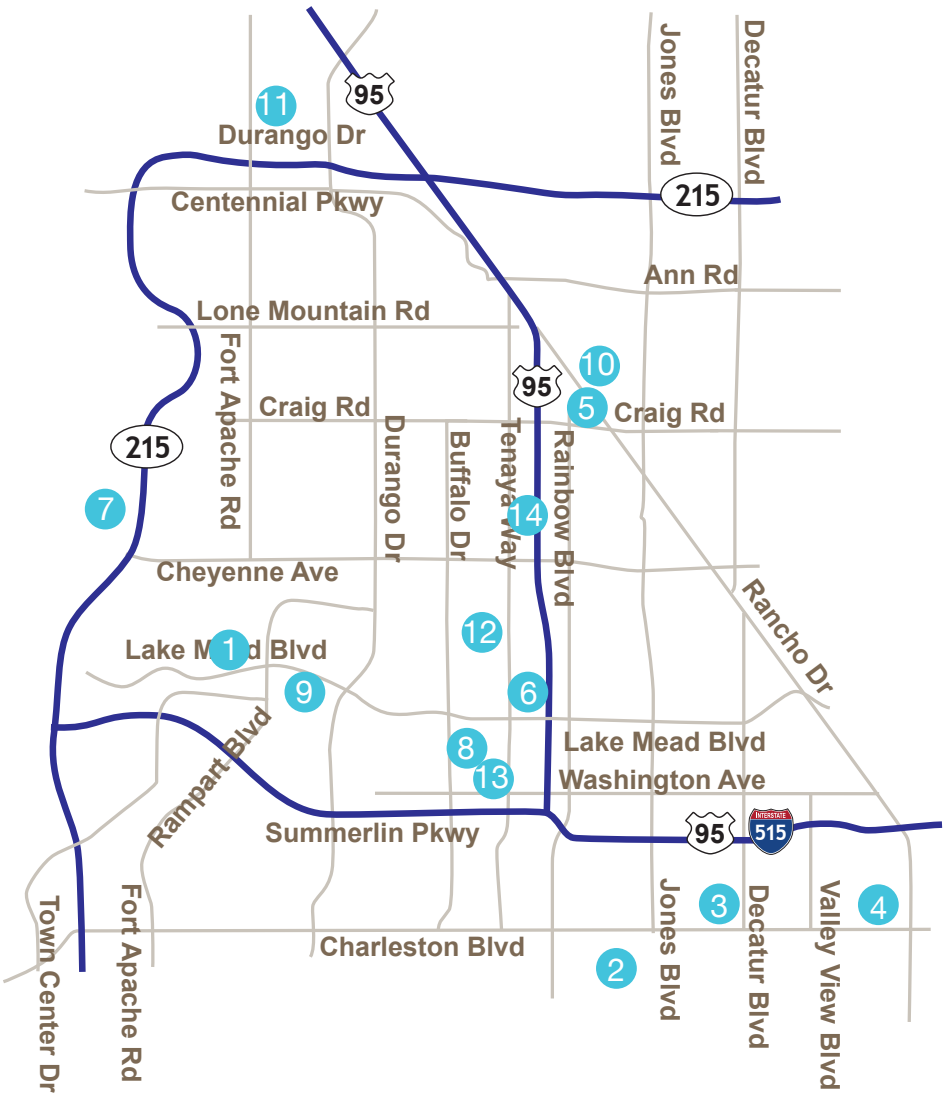 95
Jones Blvd
Decatur Blvd
11
Durango Dr
215
Centennial Pkwy
Ann Rd
Lone Mountain Rd
Fort Apache Rd
10
95
Craig Rd
5
Craig Rd
215
Durango Dr
Buffalo Dr
Tenaya Way
Rainbow Blvd
7
14
Cheyenne Ave
Rancho Dr
12
Lake M 1 d Blvd
9
6
Rampart Blvd
8
Lake Mead Blvd
13
Washington Ave
Summerlin Pkwy
95
INTERSTATE
515
Town Center Dr
Fort Apache Rd
Charleston Blvd
2
Jones Blvd
3
Decatur Blvd
Valley View Blvd
4